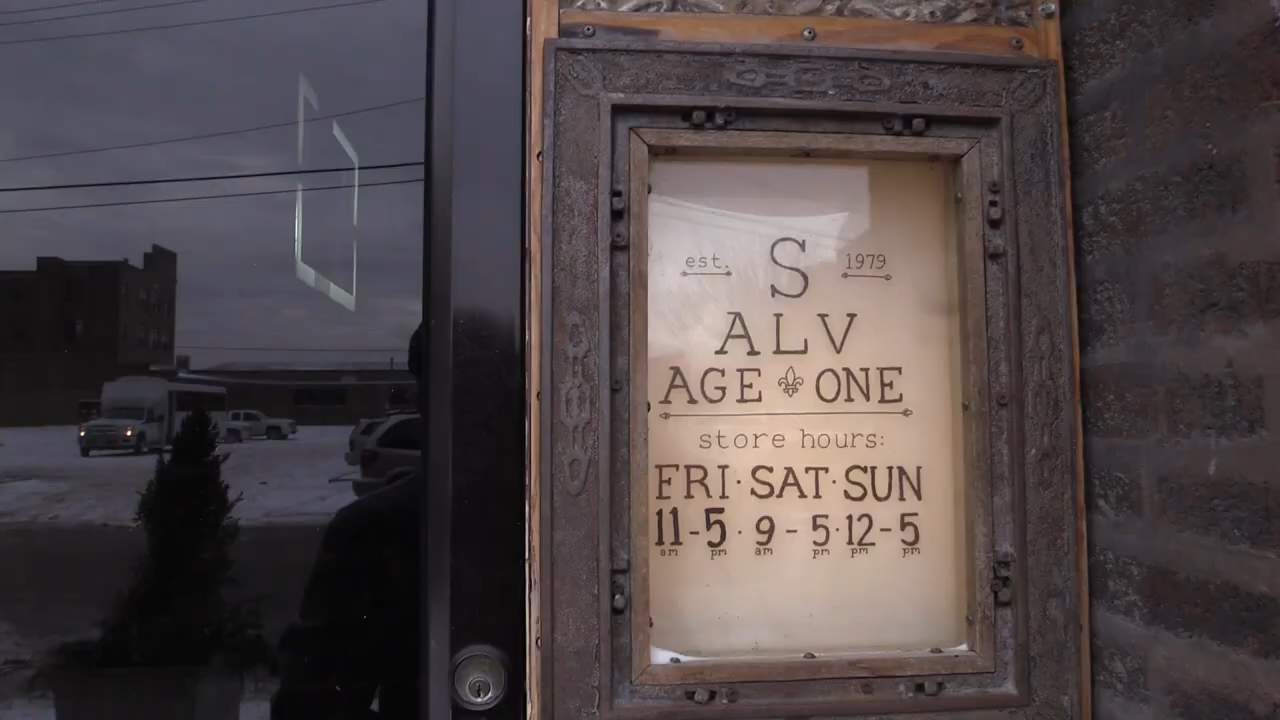 est. S 1979
ALV
AGE ⚜ ONE
store hours:
FRI·SAT·SUN
11-5·9-5·12-5
am pm am pm pm pm